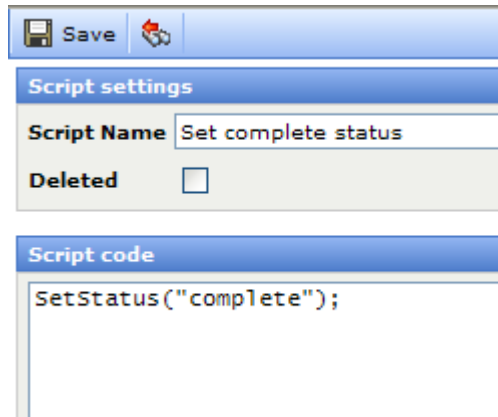 Save
Script settings
Script Name Set complete status
Deleted
Script code
SetStatus("complete");